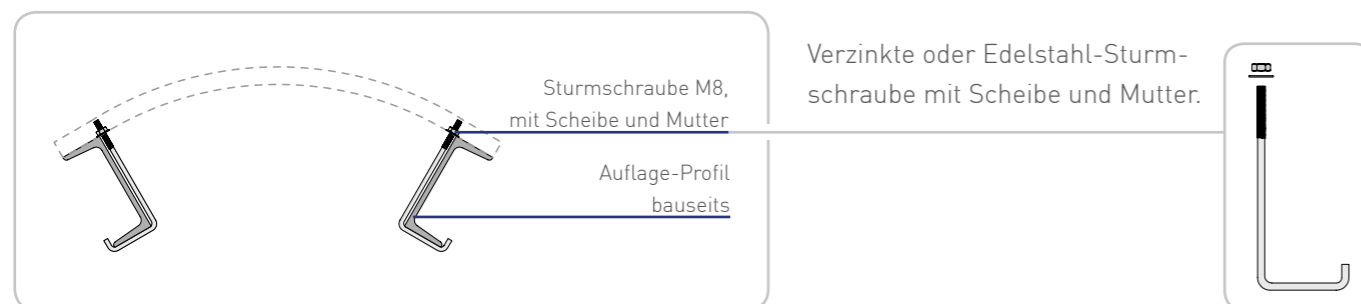 Sturmschraube M8,
mit Scheibe und Mutter
Auflage-Profil
bauseits
Verzinkte oder Edelstahl-Sturm-
schraube mit Scheibe und Mutter.